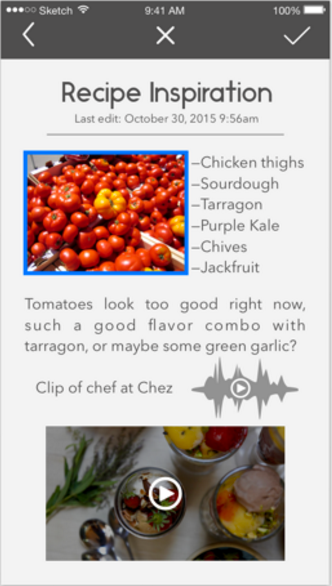 Sketch 9:41 AM 100%
Recipe Inspiration
Last edit: October 30, 2015 9:56am
–Chicken thighs
–Sourdough
–Tarragon
–Purple Kale
–Chives
–Jackfruit
Tomatoes look too good right now,
such a good flavor combo with
tarragon, or maybe some green garlic?
Clip of chef at Chez